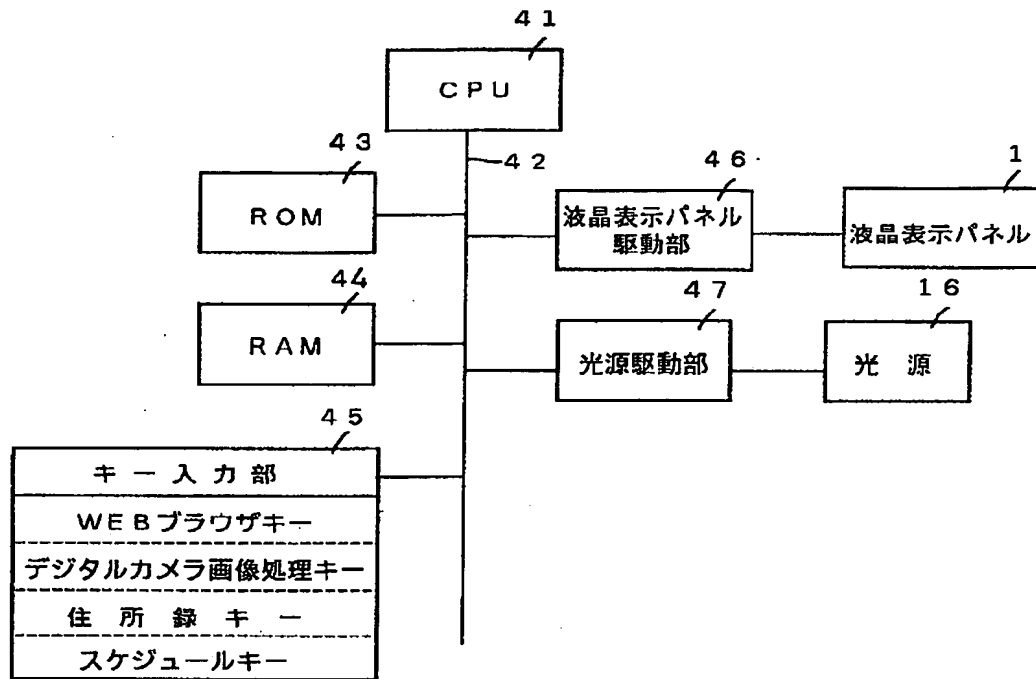 41
CPU
42
43
ROM
46
液晶表示パネル
駆動部
1
液晶表示パネル
44
RAM
47
光源駆動部
16
光 源
45
キー入力部
WEBブラウザキー
デジタルカメラ画像処理キー
住 所 録 キ ー
スケジュールキー